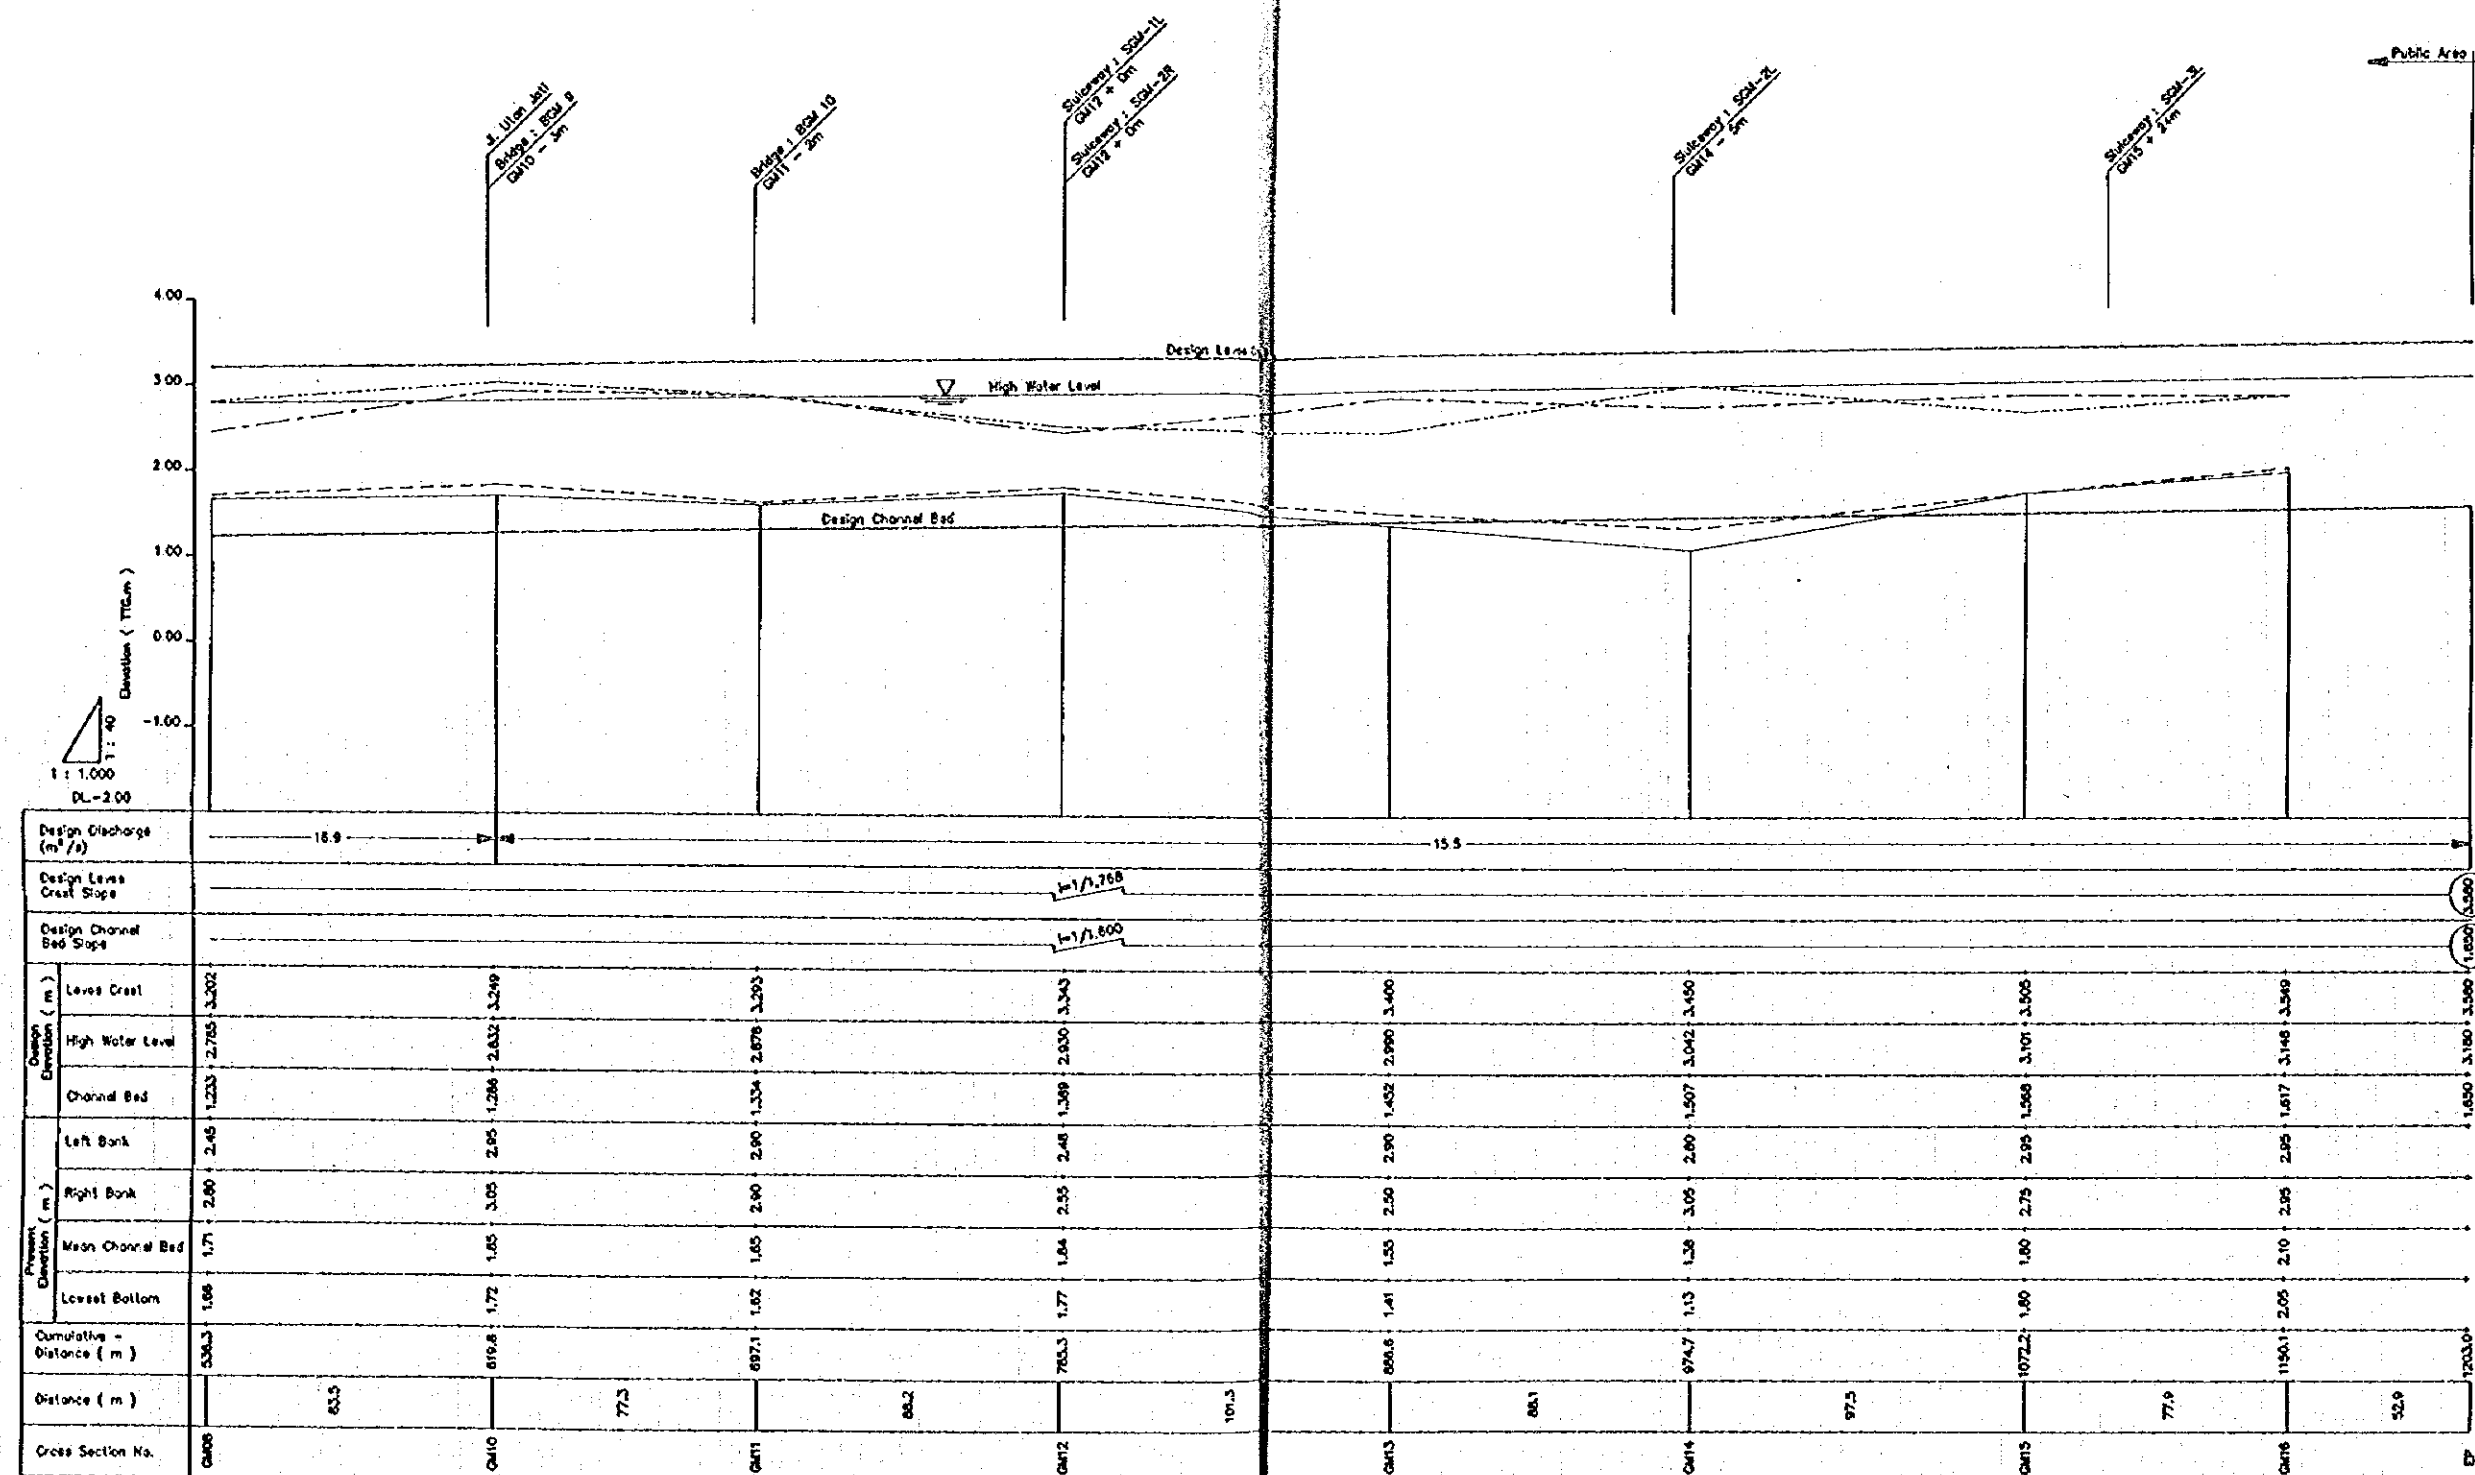 Jl. Ulan Jati
Bridge : BGM 9
GM10 - 3m
Bridge : BGM 10
GM11 - 2m
Sluiceway : SGM-1L
GM12 + 0m
Sluiceway : SGM-2R
GM12 + 0m
Sluiceway : SGM-2L
GM14 - 5m
Sluiceway : SGM-3L
GM15 + 24m
Public Area
4.00
3.00
2.00
1.00
0.00
-1.00
Elevation ( TTG.m )
1 : 40
1 : 1,000
DL-2.00
Design Levee
High Water Level
Design Channel Bed
Design Discharge
(m³/s)
16.9
15.5
Design Levee
Crest Slope
I=1/1,768
3.580
Design Channel
Bed Slope
I=1/1,600
1.650
Design
Elevation ( m )
Levee Crest
3.202 3.249 3.293 3.343 3.400 3.450 3.505 3.549 3.580
High Water Level
2.785 2.832 2.878 2.930 2.990 3.042 3.101 3.148 3.180
Channel Bed
1.233 1.286 1.334 1.389 1.452 1.507 1.568 1.617 1.650
Present
Elevation ( m )
Left Bank
2.45 2.95 2.90 2.48 2.90 2.80 2.95 2.95
Right Bank
2.80 3.05 2.90 2.55 2.50 3.05 2.75 2.95
Mean Channel Bed
1.71 1.85 1.65 1.84 1.55 1.38 1.80 2.10
Lowest Bottom
1.66 1.72 1.62 1.77 1.41 1.13 1.80 2.05
Cumulative -
Distance ( m )
536.3 619.8 697.1 785.3 886.6 974.7 1072.2 1150.1 1203.0
Distance ( m )
83.5 77.3 88.2 101.3 88.1 97.5 77.9 52.9
Cross Section No.
GM10 GM11 GM12 GM13 GM14 GM15 GM16 EP